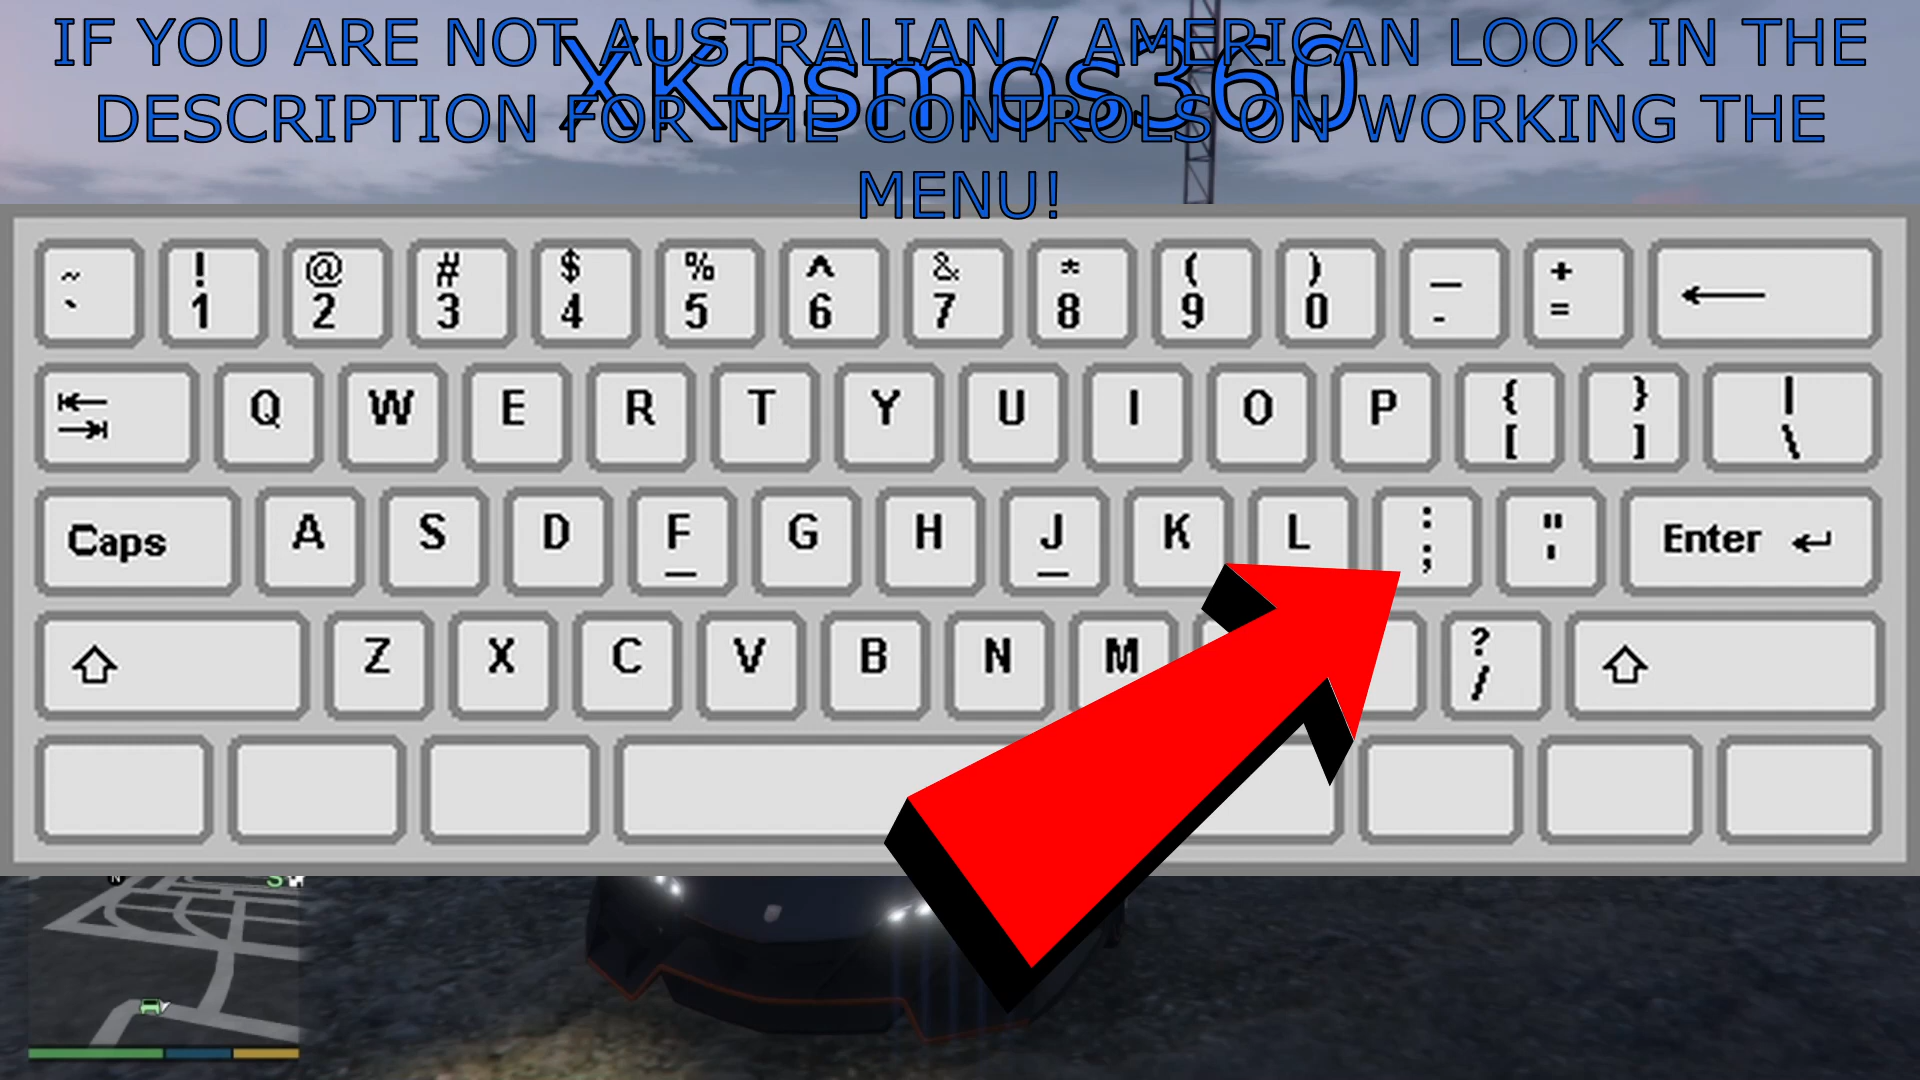 IF YOU ARE NOT AUSTRALIAN / AMERICAN LOOK IN THE
XKosmos360
DESCRIPTION FOR THE CONTROLS ON WORKING THE
MENU!
~ ! @ # $ % ^ & * ( ) _ +
` 1 2 3 4 5 6 7 8 9 0 - = ←
Q W E R T Y U I O P { } |
[ ] \
Caps A S D F G H J K L : " Enter ↵
; '
Z X C V B N M ?
/
N S